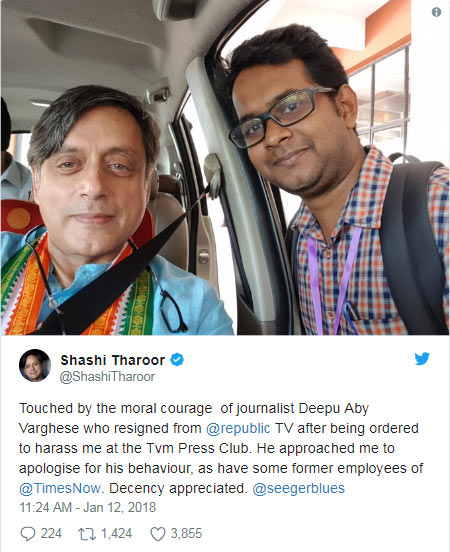 Shashi Tharoor
@ShashiTharoor
Touched by the moral courage of journalist Deepu Aby
Varghese who resigned from @republic TV after being ordered
to harass me at the Tvm Press Club. He approached me to
apologise for his behaviour, as have some former employees of
@TimesNow. Decency appreciated. @seegerblues
11:24 AM - Jan 12, 2018
224 1,424 3,855